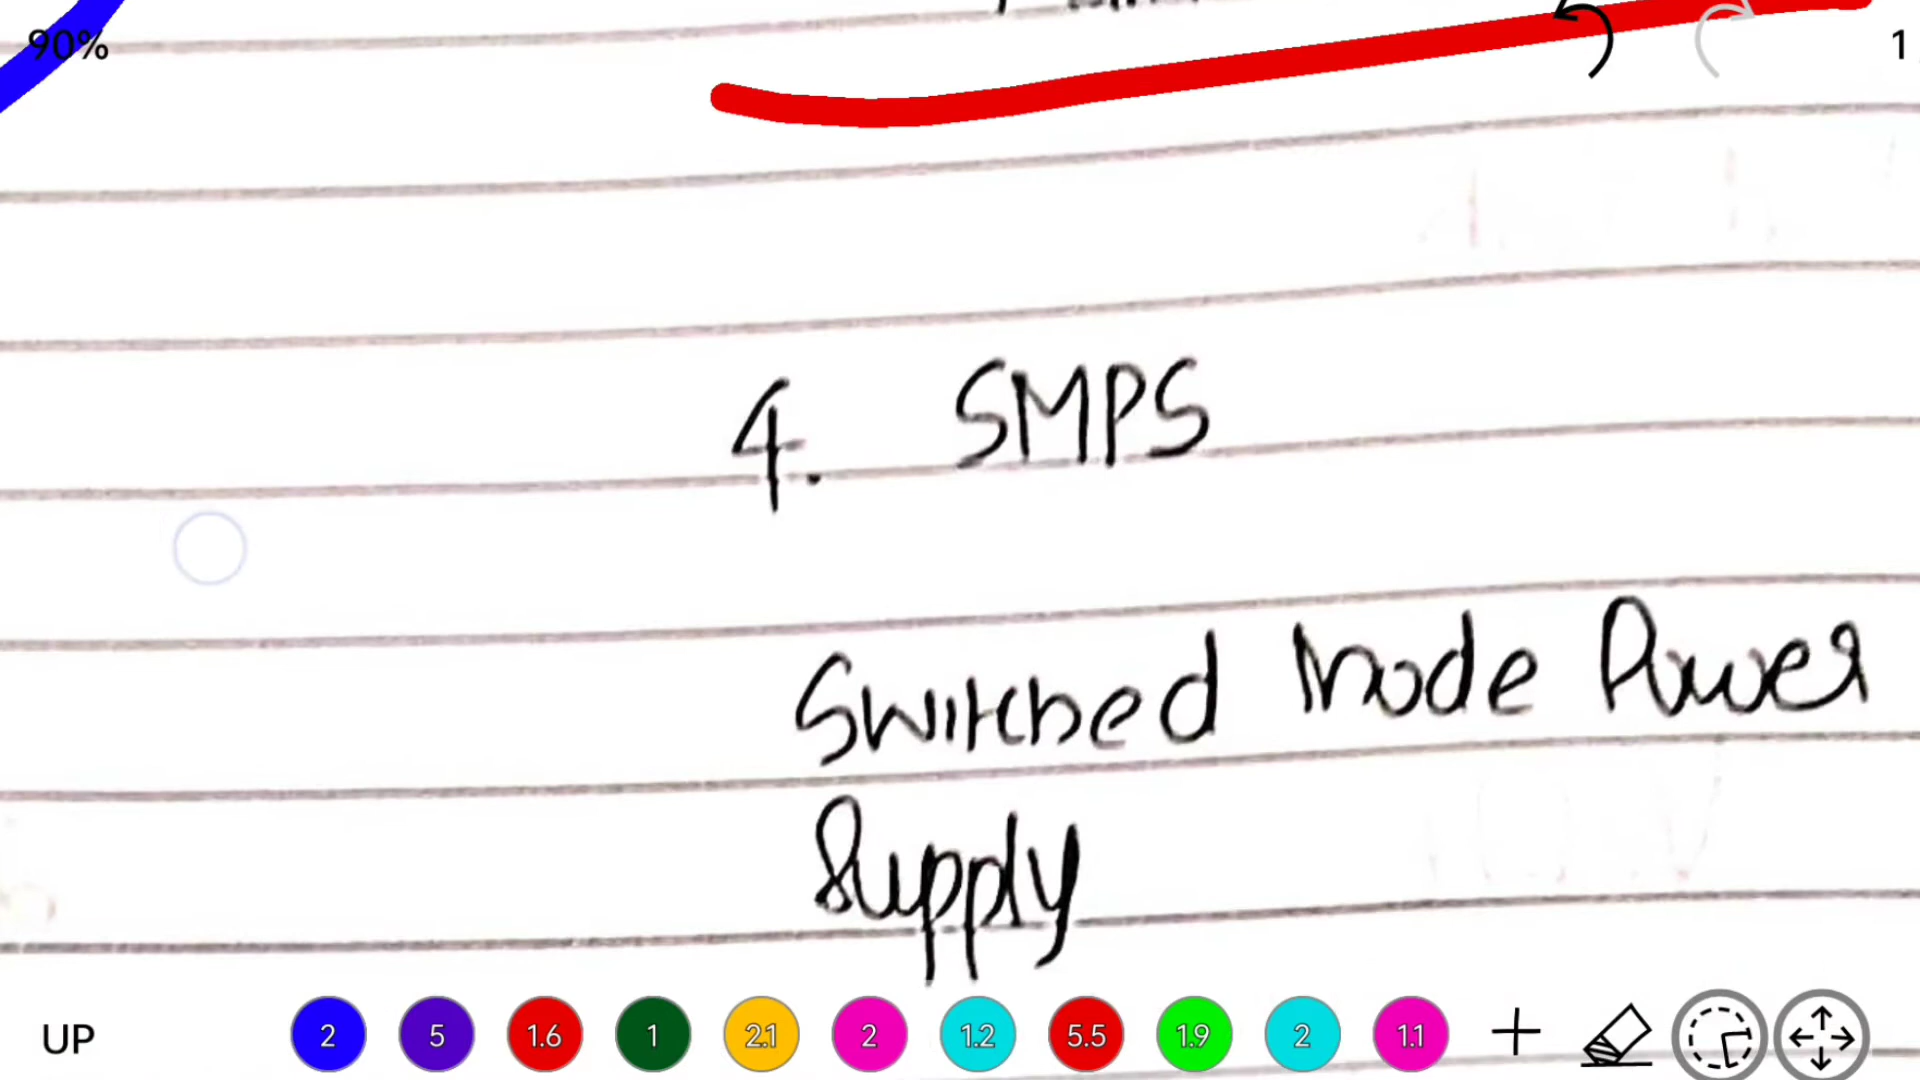 90%
1
4. SMPS
Switched mode Power
Supply
UP
2 5 1.6 1 2.1 2 1.2 5.5 1.9 2 1.1